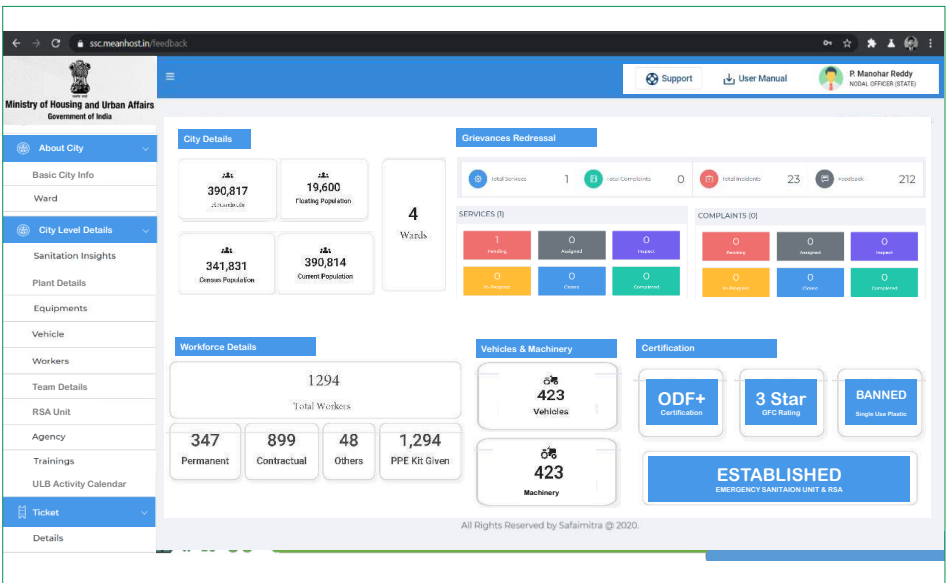 ssc.meanhost.in/feedback
Ministry of Housing and Urban Affairs
Government of India
Support
User Manual
P. Manohar Reddy
NODAL OFFICER (STATE)
About City
Basic City Info
Ward
City Level Details
Sanitation Insights
Plant Details
Equipments
Vehicle
Workers
Team Details
RSA Unit
Agency
Trainings
ULB Activity Calendar
Ticket
Details
City Details
390,817
19,600
Floating Population
341,831
Census Population
390,814
Current Population
4
Wards
Grievances Redressal
Total Services 1
Total Complaints 0
Total Incidents 23
Feedback 212
SERVICES (1)
1
Pending
0
Assigned
0
Inspect
0
In-Progress
0
Closed
0
Completed
COMPLAINTS (0)
0
Pending
0
Assigned
0
Inspect
0
In-Progress
0
Closed
0
Completed
Workforce Details
1294
Total Workers
347
Permanent
899
Contractual
48
Others
1,294
PPE Kit Given
Vehicles & Machinery
423
Vehicles
423
Machinery
Certification
ODF+
Certification
3 Star
GFC Rating
BANNED
Single Use Plastic
ESTABLISHED
EMERGENCY SANITAION UNIT & RSA
All Rights Reserved by Safaimitra @ 2020.